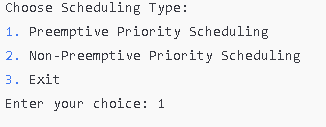 Choose Scheduling Type:
1. Preemptive Priority Scheduling
2. Non-Preemptive Priority Scheduling
3. Exit
Enter your choice: 1